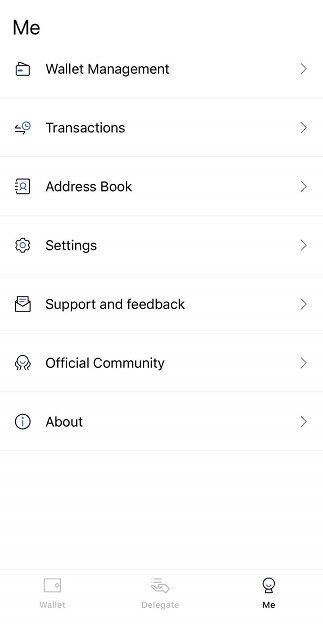 Me
Wallet Management
Transactions
Address Book
Settings
Support and feedback
Official Community
About
Wallet
Delegate
Me